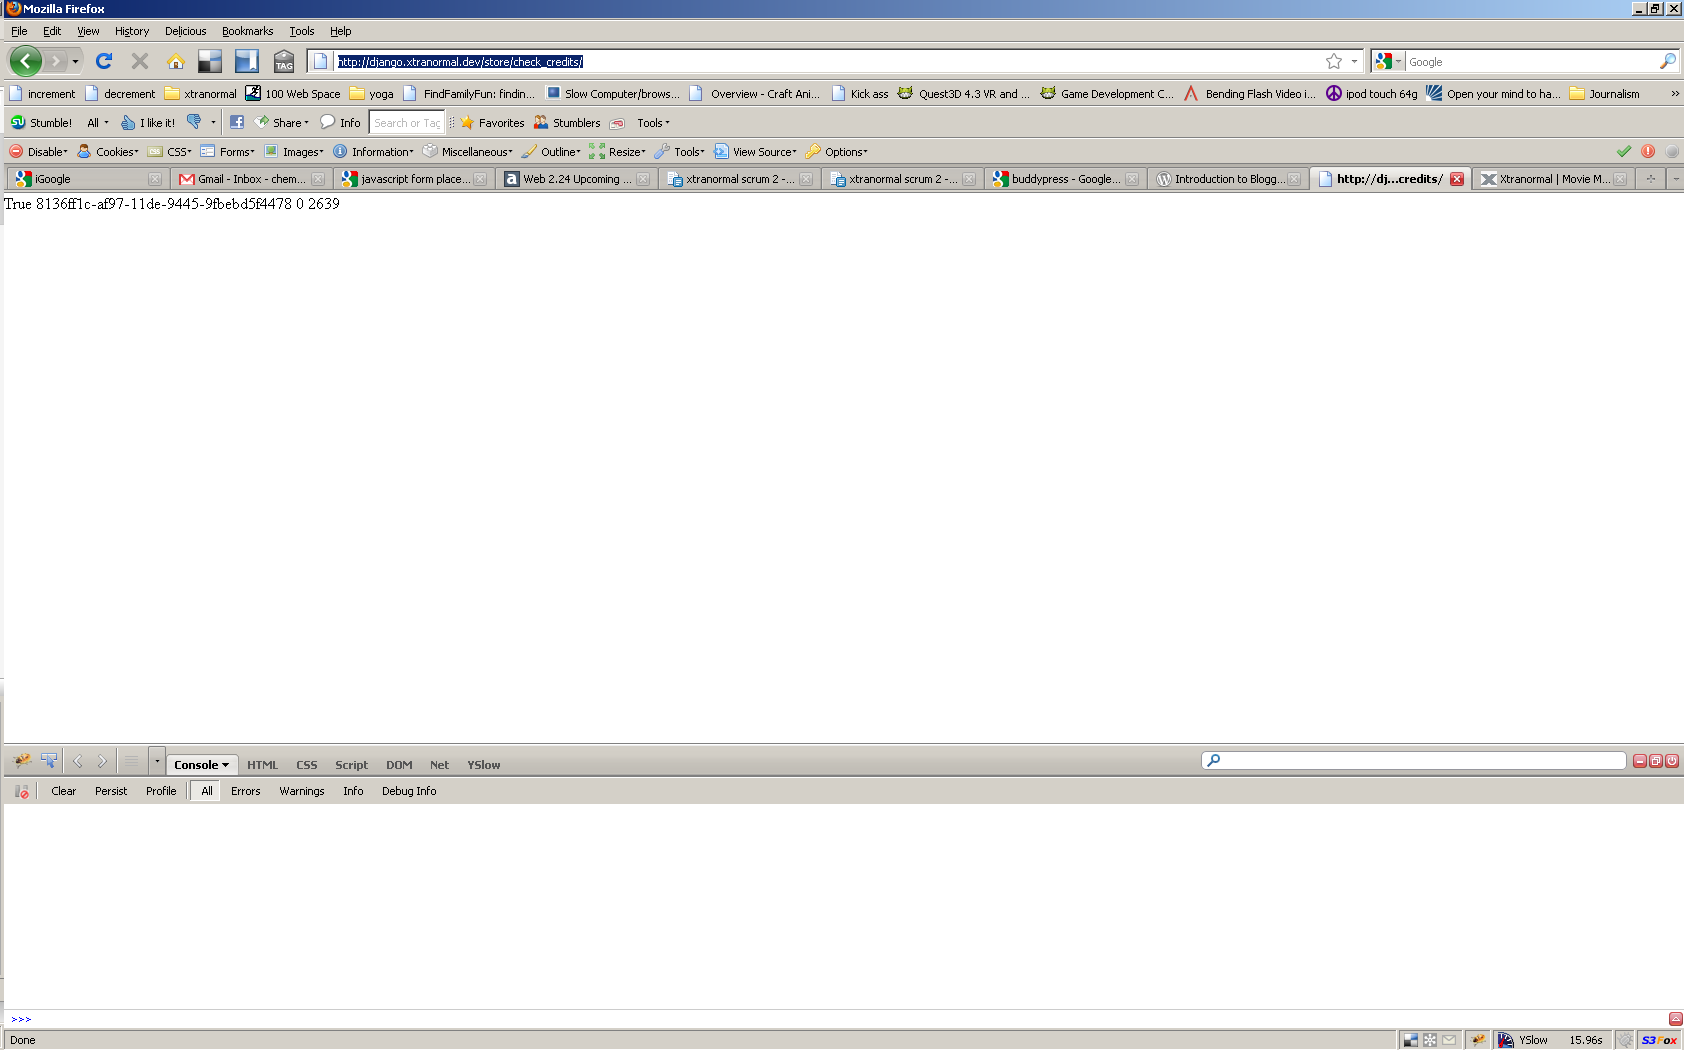 Mozilla Firefox
File Edit View History Delicious Bookmarks Tools Help
TAG http://django.xtranormal.dev/store/check_credits/ Google
increment decrement xtranormal 100 Web Space yoga FindFamilyFun: findin... Slow Computer/brows... Overview - Craft Ani... Kick ass Quest3D 4.3 VR and ... Game Development C... Bending Flash Video i... ipod touch 64g Open your mind to ha... Journalism »
Stumble! All I like it! Share Info Search or Tag Favorites Stumblers Tools
Disable Cookies CSS Forms Images Information Miscellaneous Outline Resize Tools View Source Options
iGoogle Gmail - Inbox - chem... javascript form place... Web 2.24 Upcoming ... xtranormal scrum 2 -... xtranormal scrum 2 -... buddypress - Google... Introduction to Blogg... http://dj...credits/ Xtranormal | Movie M...
True 8136ff1c-af97-11de-9445-9fbebd5f4478 0 2639
Console HTML CSS Script DOM Net YSlow
Clear Persist Profile All Errors Warnings Info Debug Info
>>>
Done YSlow 15.96s S3Fox